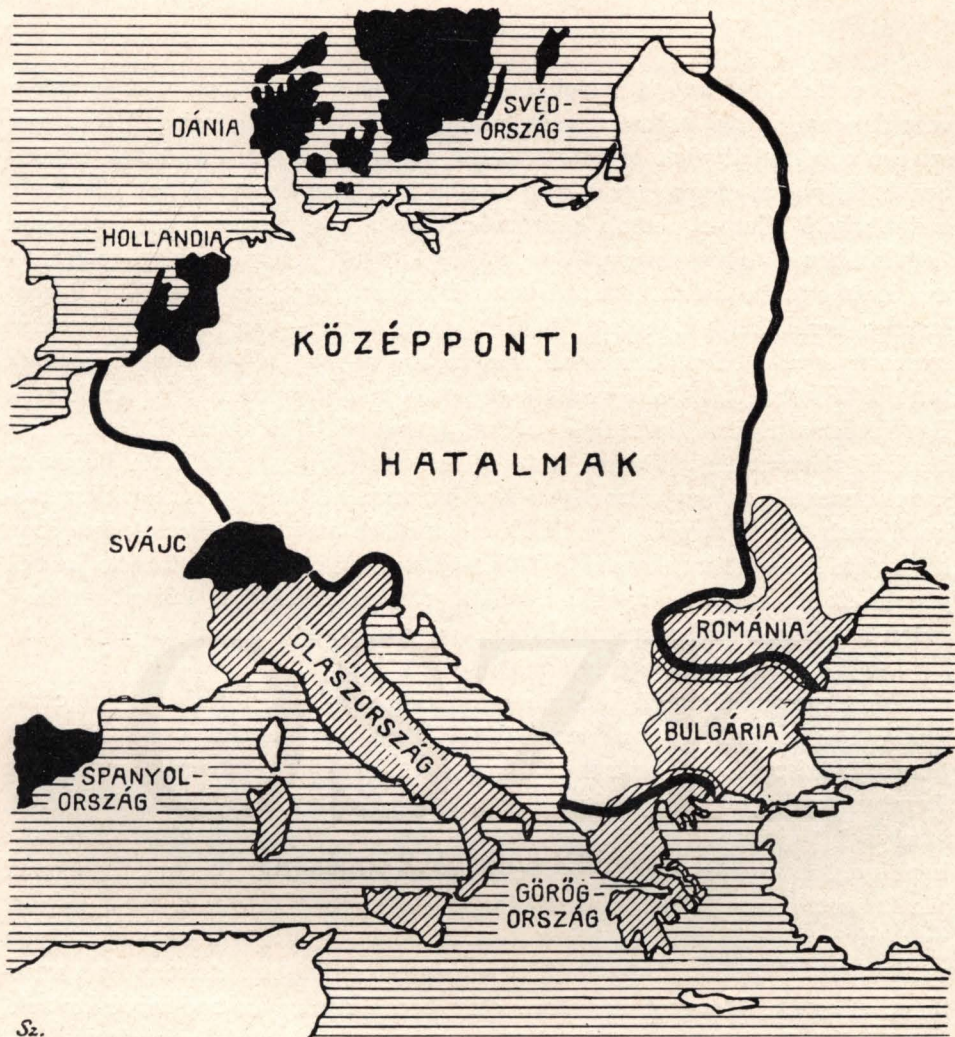 DÁNIA
SVÉD-
ORSZÁG
HOLLANDIA
KÖZÉPPONTI
HATALMAK
SVÁJC
ROMÁNIA
OLASZORSZÁG
BULGÁRIA
SPANYOL-
ORSZÁG
GÖRÖG-
ORSZÁG
Sz.